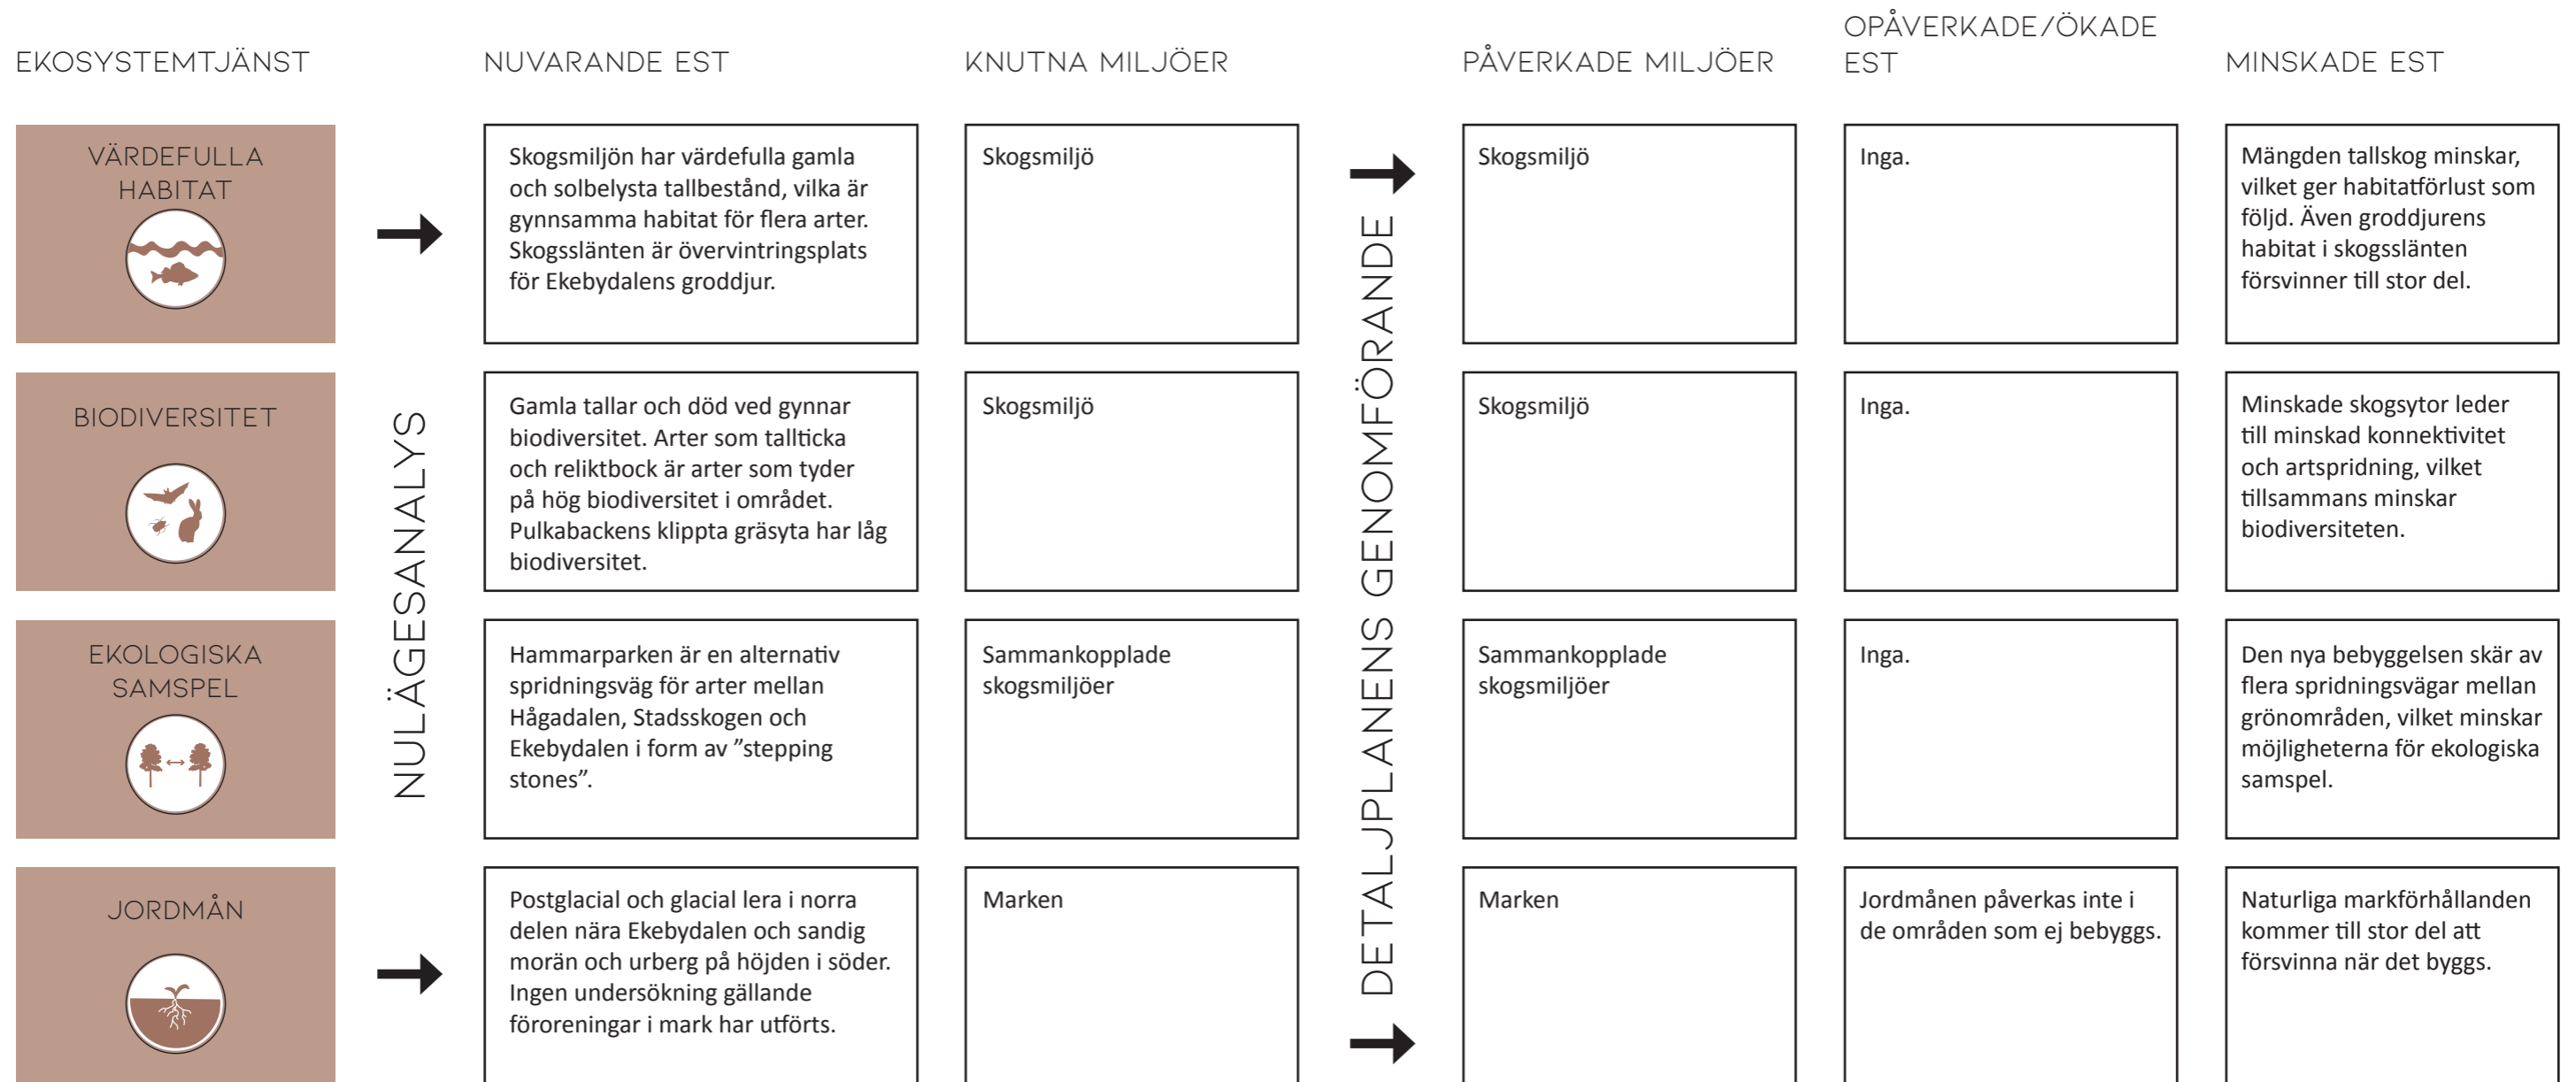 EKOSYSTEMTJÄNST
NUVARANDE EST
KNUTNA MILJÖER
PÅVERKADE MILJÖER
OPÅVERKADE/ÖKADE
EST
MINSKADE EST
NULÄGESANALYS
DETALJPLANENS GENOMFÖRANDE
VÄRDEFULLA
HABITAT
Skogsmiljön har värdefulla gamla
och solbelysta tallbestånd, vilka är
gynnsamma habitat för flera arter.
Skogsslänten är övervintringsplats
för Ekebydalens groddjur.
Skogsmiljö
Skogsmiljö
Inga.
Mängden tallskog minskar,
vilket ger habitatförlust som
följd. Även groddjurens
habitat i skogsslänten
försvinner till stor del.
BIODIVERSITET
Gamla tallar och död ved gynnar
biodiversitet. Arter som tallticka
och reliktbock är arter som tyder
på hög biodiversitet i området.
Pulkabackens klippta gräsyta har låg
biodiversitet.
Skogsmiljö
Skogsmiljö
Inga.
Minskade skogsytor leder
till minskad konnektivitet
och artspridning, vilket
tillsammans minskar
biodiversiteten.
EKOLOGISKA
SAMSPEL
Hammarparken är en alternativ
spridningsväg för arter mellan
Hågadalen, Stadsskogen och
Ekebydalen i form av ”stepping
stones”.
Sammankopplade
skogsmiljöer
Sammankopplade
skogsmiljöer
Inga.
Den nya bebyggelsen skär av
flera spridningsvägar mellan
grönområden, vilket minskar
möjligheterna för ekologiska
samspel.
JORDMÅN
Postglacial och glacial lera i norra
delen nära Ekebydalen och sandig
morän och urberg på höjden i söder.
Ingen undersökning gällande
föroreningar i mark har utförts.
Marken
Marken
Jordmånen påverkas inte i
de områden som ej bebyggs.
Naturliga markförhållanden
kommer till stor del att
försvinna när det byggs.